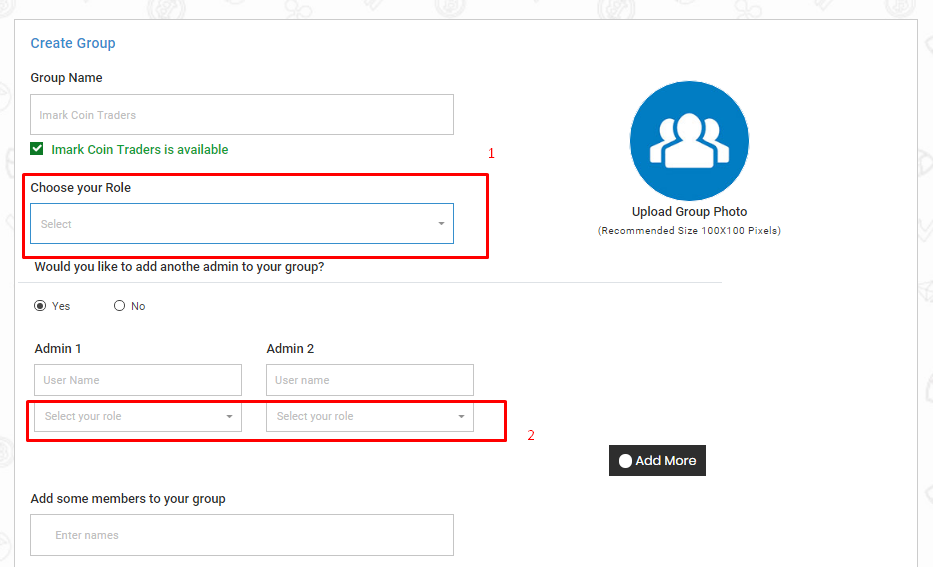 Create Group
Group Name
Imark Coin Traders
Imark Coin Traders is available
1
Choose your Role
Select
Upload Group Photo
(Recommended Size 100X100 Pixels)
Would you like to add anothe admin to your group?
Yes No
Admin 1 Admin 2
User Name User name
Select your role Select your role
2
Add More
Add some members to your group
Enter names